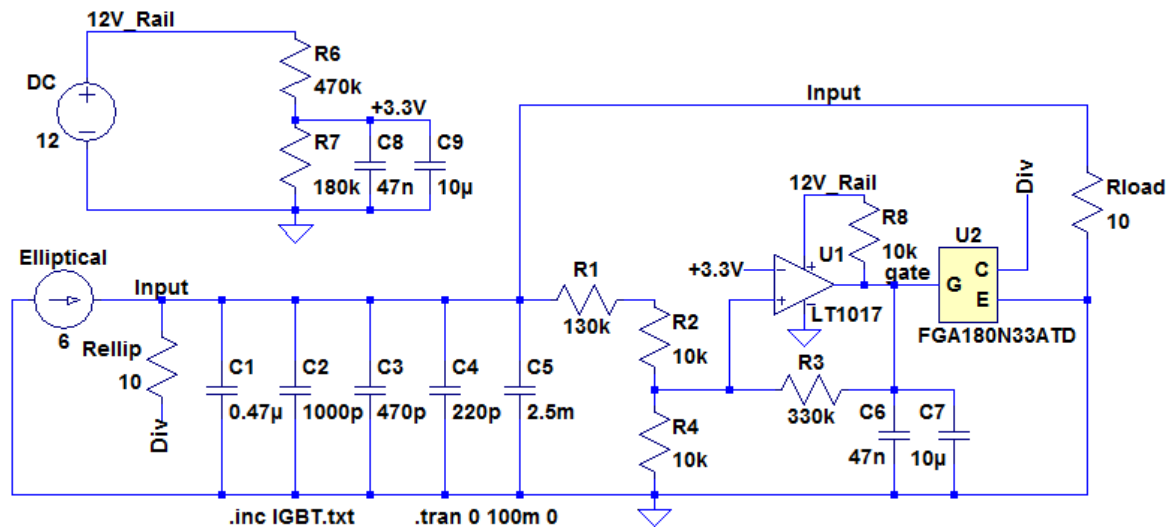 12V_Rail
DC
12
R6
470k
+3.3V
R7
180k
C8
47n
C9
10µ
Input
12V_Rail
Div
Rload
10
R8
10k
U1
U2
+3.3V
gate
G
C
E
LT1017
FGA180N33ATD
Elliptical
6
Input
Rellip
10
Div
C1
0.47µ
C2
1000p
C3
470p
C4
220p
C5
2.5m
R1
130k
R2
10k
R3
330k
R4
10k
C6
47n
C7
10µ
.inc IGBT.txt
.tran 0 100m 0